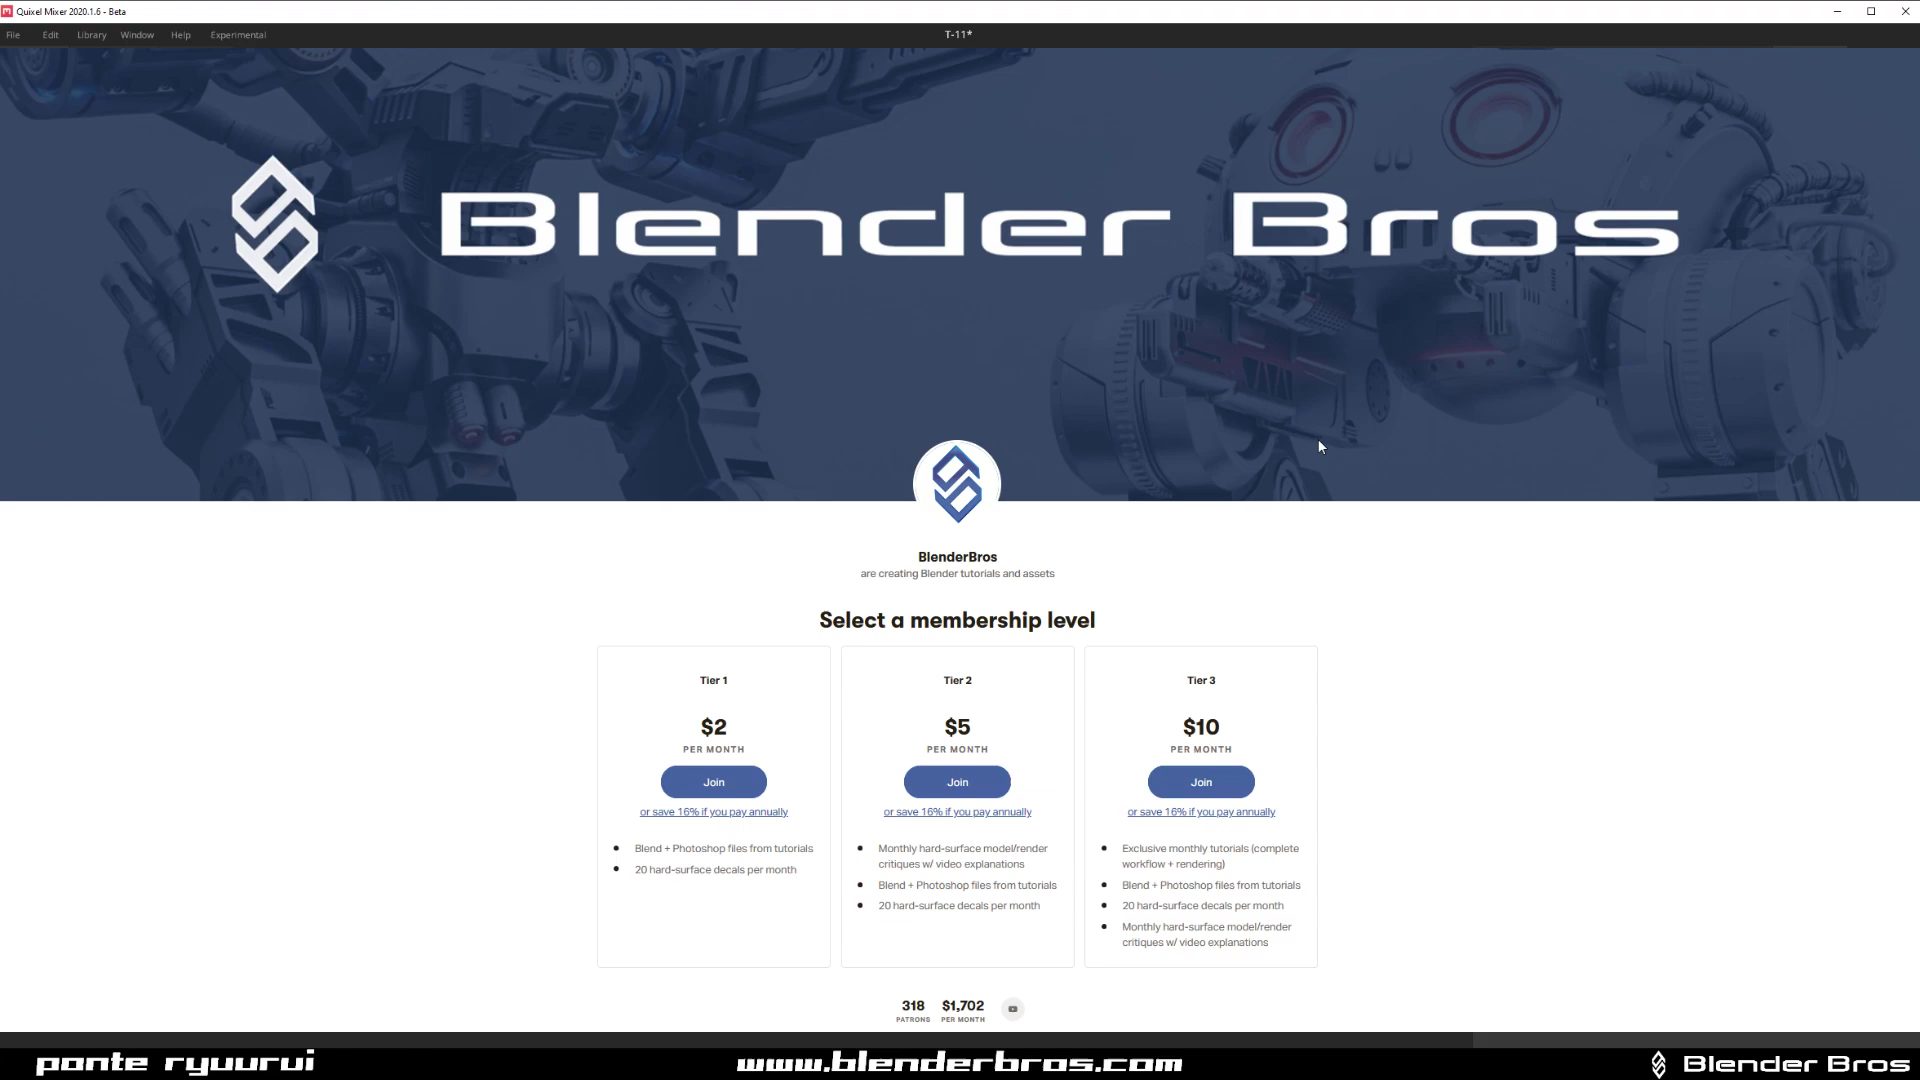 Quixel Mixer 2020.1.6 - Beta
File Edit Library Window Help Experimental T-11*
Blender Bros
BlenderBros
are creating Blender tutorials and assets
Select a membership level
Tier 1
$2
PER MONTH
Join
or save 16% if you pay annually
Blend + Photoshop files from tutorials
20 hard-surface decals per month
Tier 2
$5
PER MONTH
Join
or save 16% if you pay annually
Monthly hard-surface model/render
critiques w/ video explanations
Blend + Photoshop files from tutorials
20 hard-surface decals per month
Tier 3
$10
PER MONTH
Join
or save 16% if you pay annually
Exclusive monthly tutorials (complete
workflow + rendering)
Blend + Photoshop files from tutorials
20 hard-surface decals per month
Monthly hard-surface model/render
critiques w/ video explanations
318 $1,702
PATRONS PER MONTH
ponte ryuurui www.blenderbros.com Blender Bros